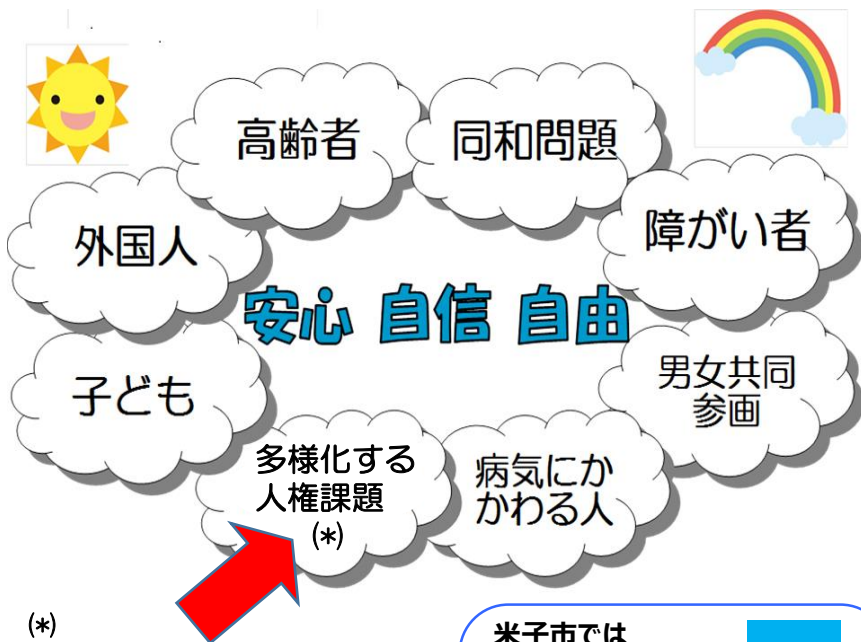 高齢者
同和問題
外国人
障がい者
安心 自信 自由
子ども
男女共同
参画
多様化する
人権課題
(*)
病気にか
かわる人
(*)
米子市では